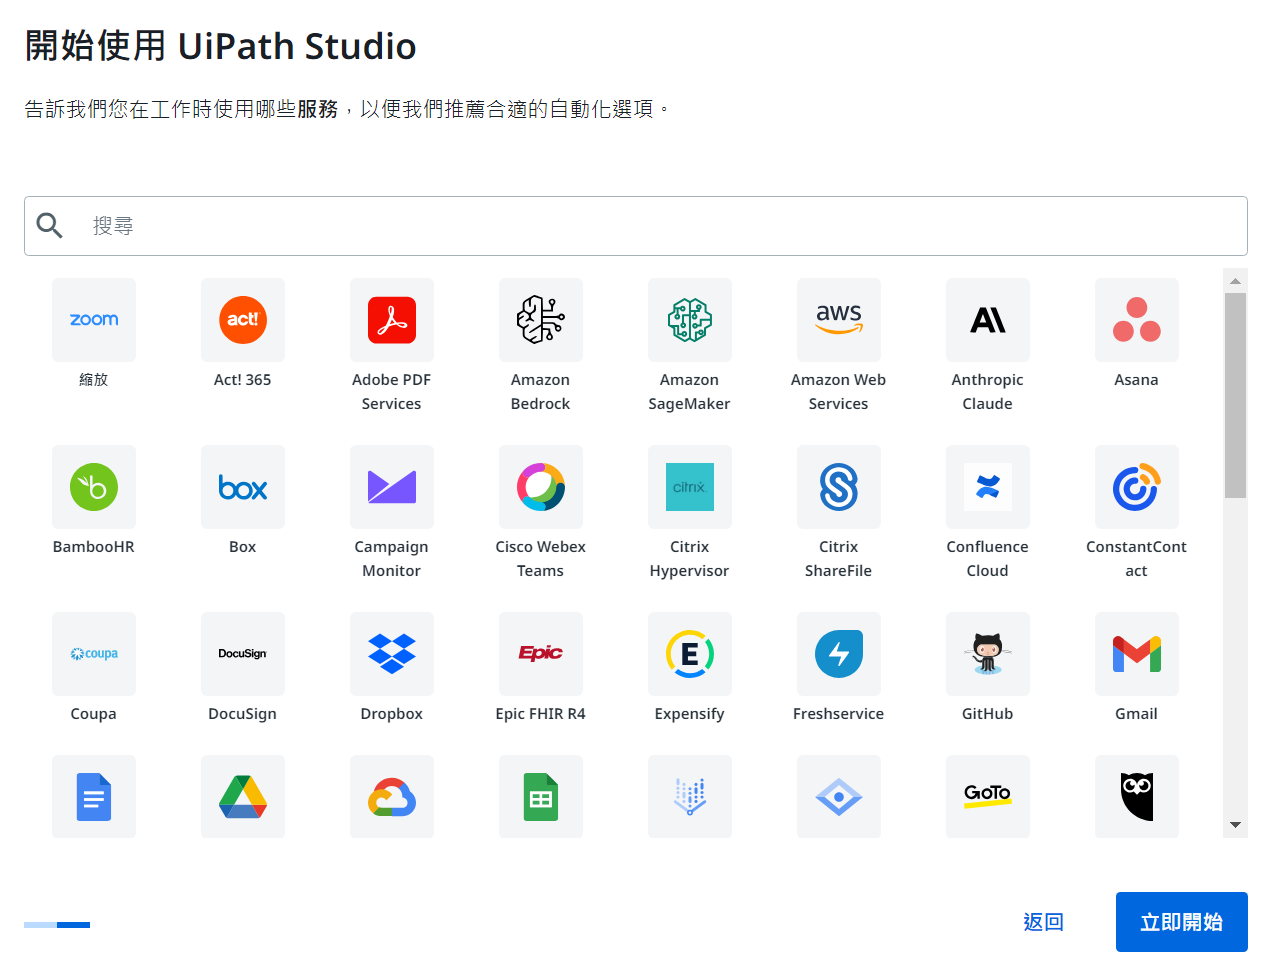 開始使用 UiPath Studio
告訴我們您在工作時使用哪些服務，以便我們推薦合適的自動化選項。
搜尋
zoom
act!
aws
縮放
Act! 365
Adobe PDF
Services
Amazon
Bedrock
Amazon
SageMaker
Amazon Web
Services
Anthropic
Claude
Asana
box
citrix
BambooHR
Box
Campaign
Monitor
Cisco Webex
Teams
Citrix
Hypervisor
Citrix
ShareFile
Confluence
Cloud
ConstantCont
act
coupa
DocuSign
Epic
E
Coupa
DocuSign
Dropbox
Epic FHIR R4
Expensify
Freshservice
GitHub
Gmail
GoTo
返回
立即開始